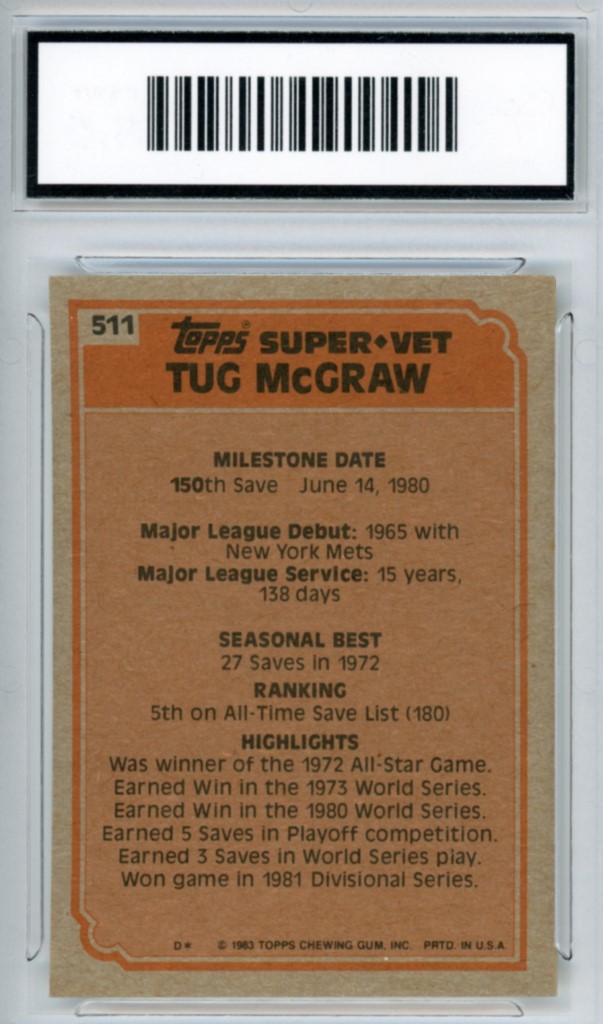 511
Topps® SUPER◆VET
TUG McGRAW
MILESTONE DATE
150th Save June 14, 1980
Major League Debut: 1965 with
New York Mets
Major League Service: 15 years,
138 days
SEASONAL BEST
27 Saves in 1972
RANKING
5th on All-Time Save List (180)
HIGHLIGHTS
Was winner of the 1972 All-Star Game.
Earned Win in the 1973 World Series.
Earned Win in the 1980 World Series.
Earned 5 Saves in Playoff competition.
Earned 3 Saves in World Series play.
Won game in 1981 Divisional Series.
D* © 1983 TOPPS CHEWING GUM, INC. PRTD. IN U.S.A.